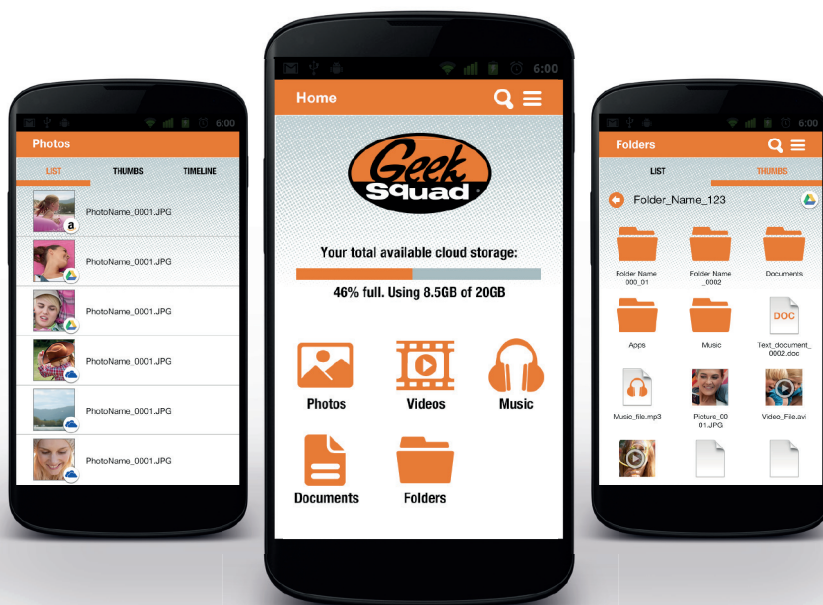 6:00
Photos
LIST THUMBS TIMELINE
a
PhotoName_0001.JPG
PhotoName_0001.JPG
PhotoName_0001.JPG
PhotoName_0001.JPG
PhotoName_0001.JPG
PhotoName_0001.JPG
6:00
Home
Geek
Squad
Your total available cloud storage:
46% full. Using 8.5GB of 20GB
Photos Videos Music
Documents Folders
6:00
Folders
LIST THUMBS
Folder_Name_123
Folder Name Folder Name Documents
000_01 _0002
DOC
Apps Music Text_document_
0002.doc
Music_file.mp3 Picture_00 Video_File.avi
01.JPG